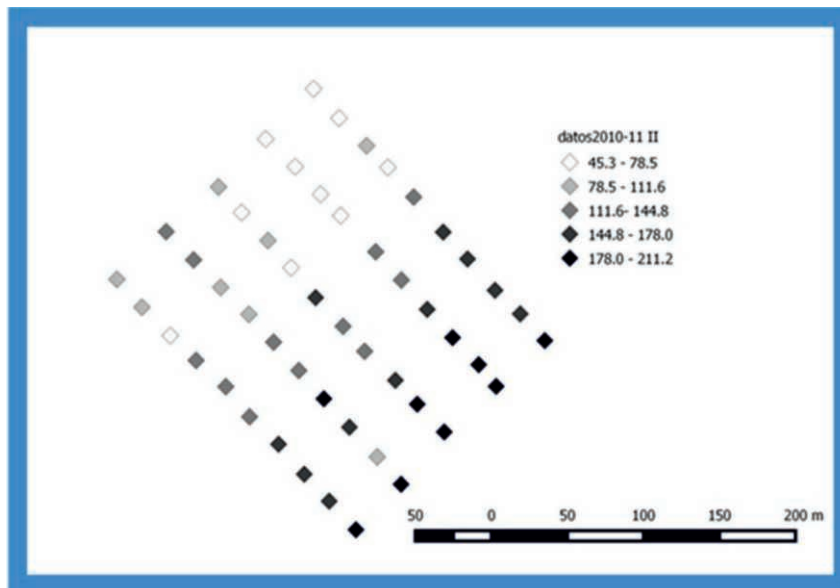 datos2010-11 II
45.3 - 78.5
78.5 - 111.6
111.6- 144.8
144.8 - 178.0
178.0 - 211.2
50 0 50 100 150 200 m